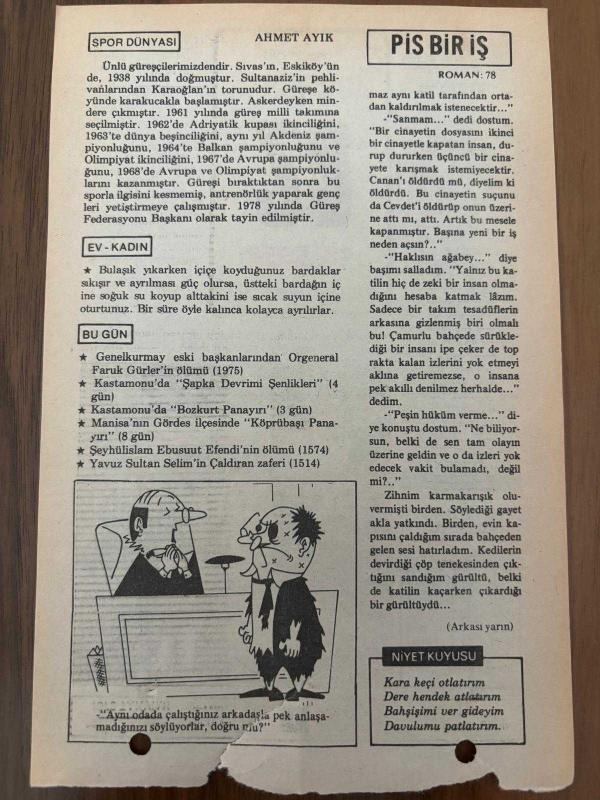 SPOR DÜNYASI
AHMET AYIK
Ünlü güreşçilerimizdendir. Sıvas'ın, Eskiköy'ün
de, 1938 yılında doğmuştur. Sultanaziz'in pehli-
vanlarından Karaoğlan'ın torunudur. Güreşe kö-
yünde karakucakla başlamıştır. Askerdeyken min-
dere çıkmıştır. 1961 yılında güreş milli takımına
seçilmiştir. 1962'de Adriyatik kupası ikinciliğini,
1963'te dünya beşinciliğini, aynı yıl Akdeniz şam-
piyonluğunu, 1964'te Balkan şampiyonluğunu ve
Olimpiyat ikinciliğini, 1967'de Avrupa şampiyonlu-
ğunu, 1968'de Avrupa ve Olimpiyat şampiyonluk-
larını kazanmıştır. Güreşi bıraktıktan sonra bu
sporla ilgisini kesmemiş, antrenörlük yaparak genç
leri yetiştirmeye çalışmıştır. 1978 yılında Güreş
Federasyonu Başkanı olarak tayin edilmiştir.
EV - KADIN
★ Bulaşık yıkarken içiçe koyduğunuz bardaklar
sıkışır ve ayrılması güç olursa, üstteki bardağın iç
ine soğuk su koyup alttakini ise sıcak suyun içine
oturtunuz. Bir süre öyle kalınca kolayca ayrılırlar.
BU GÜN
★ Genelkurmay eski başkanlarından Orgeneral
Faruk Gürler'in ölümü (1975)
★ Kastamonu'da "Şapka Devrimi Şenlikleri" (4
gün)
★ Kastamonu'da "Bozkurt Panayırı" (3 gün)
★ Manisa'nın Gördes ilçesinde "Köprübaşı Pana-
yırı" (8 gün)
★ Şeyhülislam Ebusuut Efendi'nin ölümü (1574)
★ Yavuz Sultan Selim'in Çaldıran zaferi (1514)
-"Aynı odada çalıştığınız arkadaşla pek anlaşa-
madığınızı söylüyorlar, doğru mu?"
PİS BİR İŞ
ROMAN: 78
maz aynı katil tarafından orta-
dan kaldırılmak istenecektir..."
-"Sanmam..." dedi dostum.
"Bir cinayetin dosyasını ikinci
bir cinayetle kapatan insan, du-
rup dururken üçüncü bir cina-
yete karışmak istemiyecektir.
Canan'ı öldürdü mü, diyelim ki
öldürdü. Bu cinayetin suçunu
da Cevdet'i öldürüp onun üzeri-
ne attı mı, attı. Artık bu mesele
kapanmıştır. Başına yeni bir iş
neden açsın?.."
-"Haklısın ağabey..." diye
başımı salladım. "Yalnız bu ka-
tilin hiç de zeki bir insan olma-
dığını hesaba katmak lâzım.
Sadece bir takım tesadüflerin
arkasına gizlenmiş biri olmalı
bu! Çamurlu bahçede sürükle-
diği bir insanı ipe çeker de top
rakta kalan izlerini yok etmeyi
aklına getiremezse, o insana
pek akıllı denilmez herhalde..."
dedim.
-"Peşin hüküm verme..." di-
ye konuştu dostum. "Ne biliyor-
sun, belki de sen tam olayın
üzerine geldin ve o da izleri yok
edecek vakit bulamadı, değil
mi?.."
Zihnim karmakarışık olu-
vermişti birden. Söylediği gayet
akla yatkındı. Birden, evin ka-
pısını çaldığım sırada bahçeden
gelen sesi hatırladım. Kedilerin
devirdiği çöp tenekesinden çık-
tığını sandığım gürültü, belki
de katilin kaçarken çıkardığı
bir gürültüydü...
(Arkası yarın)
NİYET KUYUSU
Kara keçi otlatırım
Dere hendek atlatırım
Bahşişimi ver gideyim
Davulumu patlatırım.